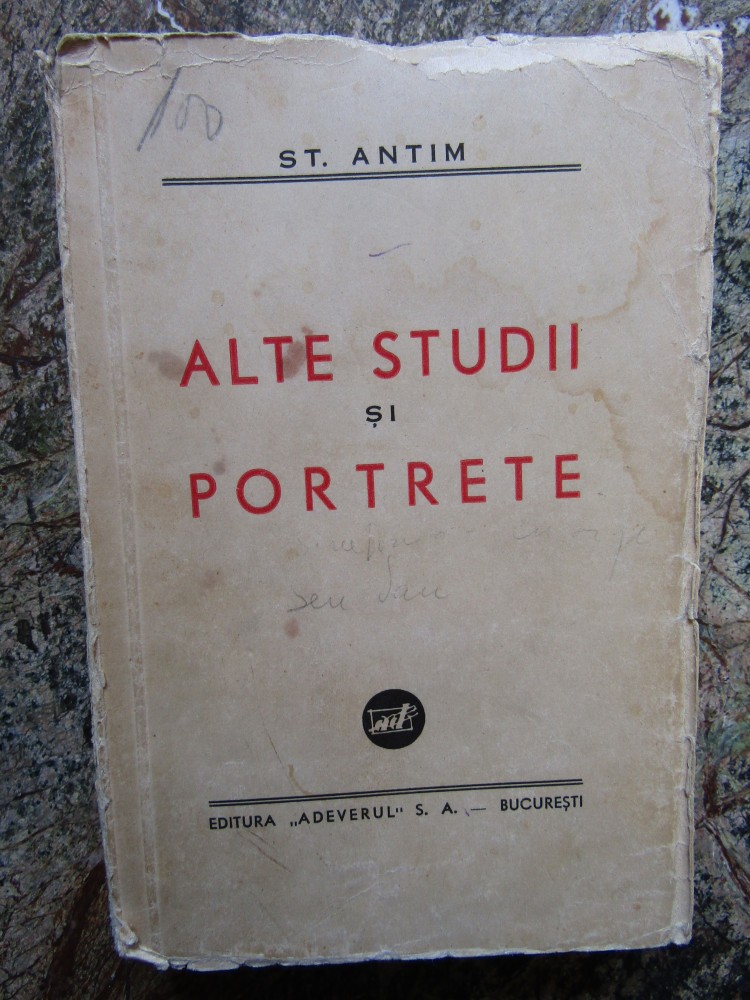 100
ST. ANTIM
ALTE STUDII
ȘI
PORTRETE
EDITURA „ADEVERUL" S. A. — BUCUREȘTI